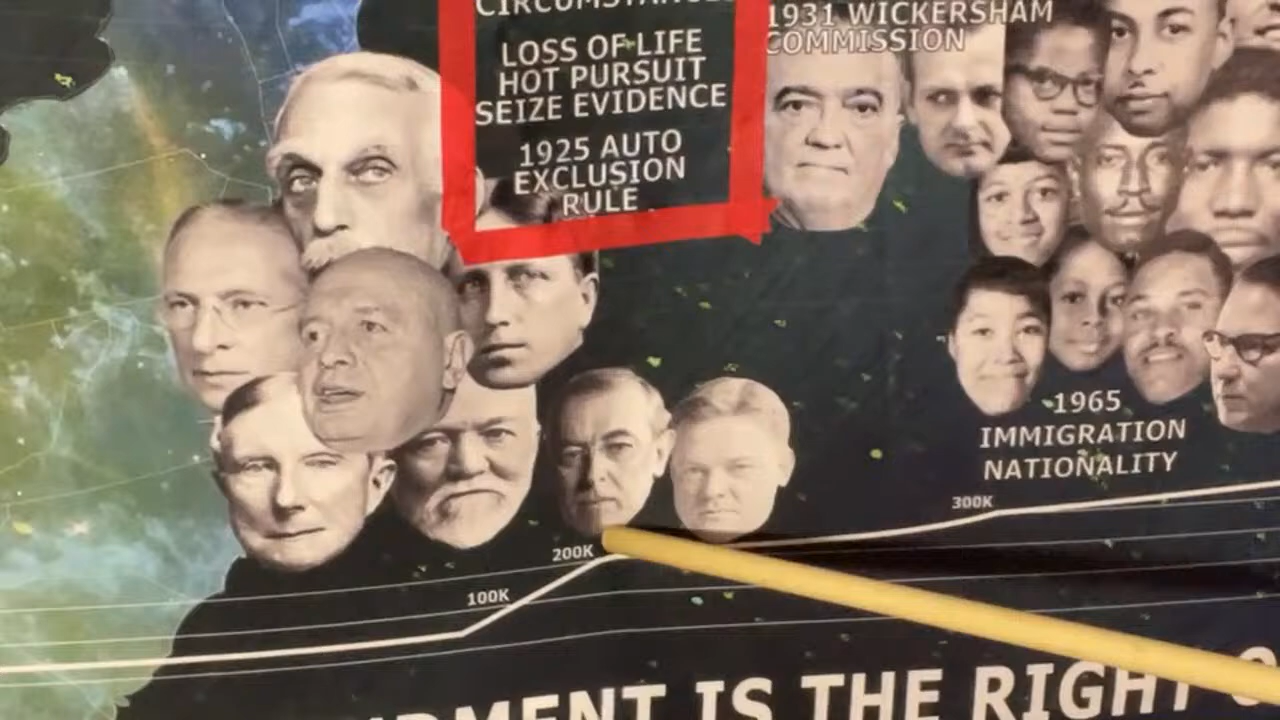 LOSS OF LIFE
HOT PURSUIT
SEIZE EVIDENCE
1925 AUTO
EXCLUSION
RULE
1931 WICKERSHAM
COMMISSION
1965
IMMIGRATION
NATIONALITY
300K
200K
100K
IS THE RIGHT